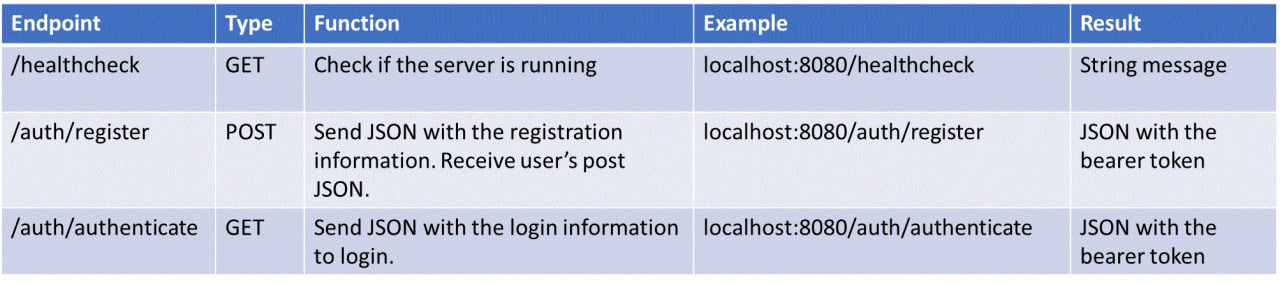 Endpoint Type Function Example Result
/healthcheck GET Check if the server is running localhost:8080/healthcheck String message
/auth/register POST Send JSON with the registration localhost:8080/auth/register JSON with the
information. Receive user's post bearer token
JSON.
/auth/authenticate GET Send JSON with the login information localhost:8080/auth/authenticate JSON with the
to login. bearer token